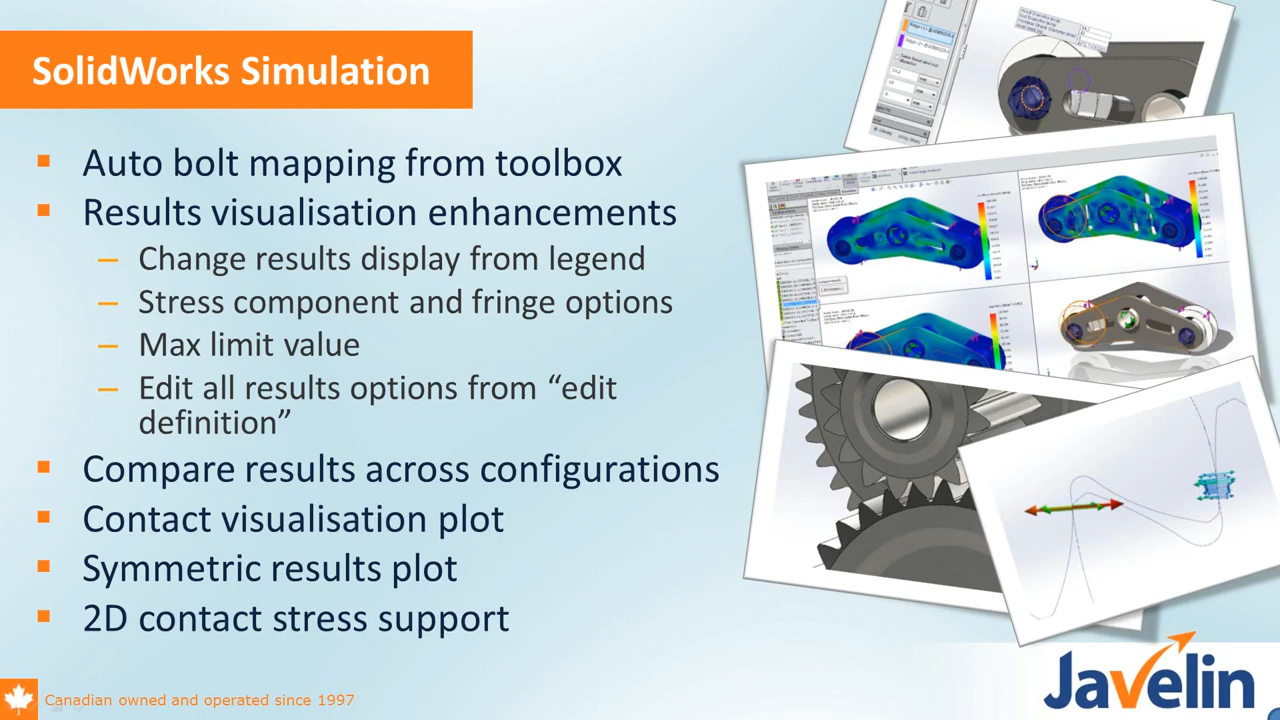 SolidWorks Simulation
Auto bolt mapping from toolbox
Results visualisation enhancements
– Change results display from legend
– Stress component and fringe options
– Max limit value
– Edit all results options from “edit
definition”
Compare results across configurations
Contact visualisation plot
Symmetric results plot
2D contact stress support
Canadian owned and operated since 1997
Javelin